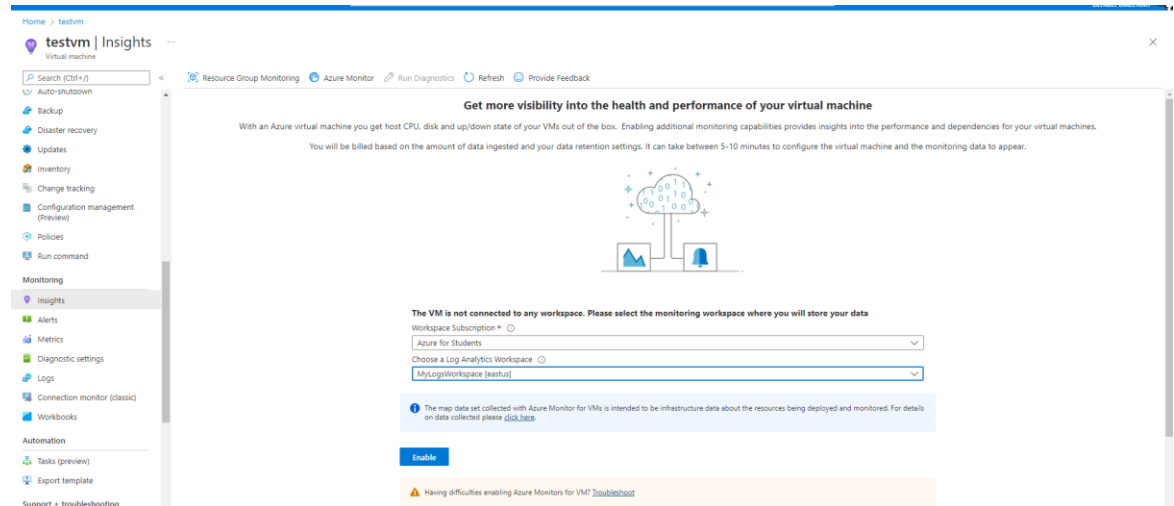 DEFAULT DIRECTORY
Home > testvm
testvm | Insights ...
Virtual machine
Search (Ctrl+/)
«
Resource Group Monitoring Azure Monitor Run Diagnostics Refresh Provide Feedback
Auto-shutdown
Backup
Disaster recovery
Updates
Inventory
Change tracking
Configuration management
(Preview)
Policies
Run command
Monitoring
Insights
Alerts
Metrics
Diagnostic settings
Logs
Connection monitor (classic)
Workbooks
Automation
Tasks (preview)
Export template
Support + troubleshooting
Get more visibility into the health and performance of your virtual machine
With an Azure virtual machine you get host CPU, disk and up/down state of your VMs out of the box. Enabling additional monitoring capabilities provides insights into the performance and dependencies for your virtual machines.
You will be billed based on the amount of data ingested and your data retention settings. It can take between 5-10 minutes to configure the virtual machine and the monitoring data to appear.
The VM is not connected to any workspace. Please select the monitoring workspace where you will store your data
Workspace Subscription *
Azure for Students
Choose a Log Analytics Workspace
MyLogsWorkspace [eastus]
The map data set collected with Azure Monitor for VMs is intended to be infrastructure data about the resources being deployed and monitored. For details
on data collected please click here.
Enable
Having difficulties enabling Azure Monitors for VM? Troubleshoot